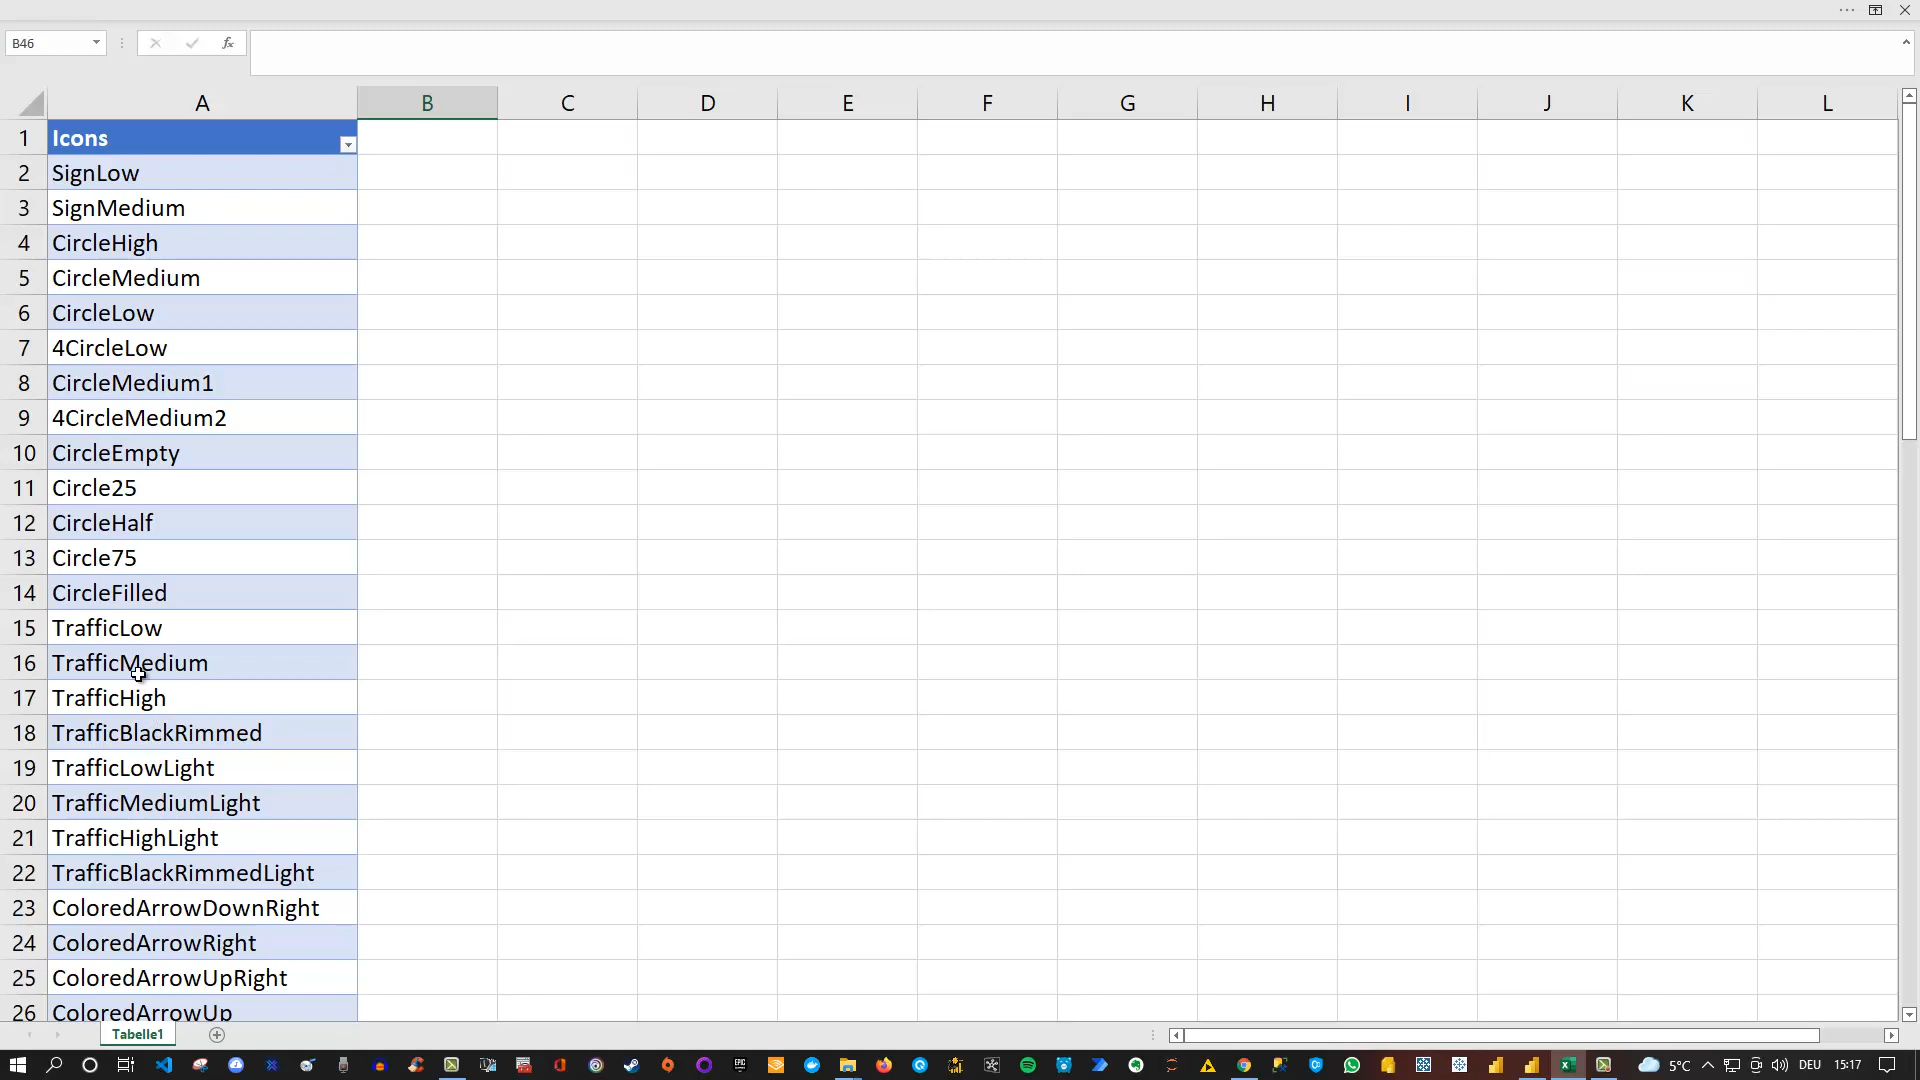 B46
fx
A B C D E F G H I J K L
1 Icons
2 SignLow
3 SignMedium
4 CircleHigh
5 CircleMedium
6 CircleLow
7 4CircleLow
8 CircleMedium1
9 4CircleMedium2
10 CircleEmpty
11 Circle25
12 CircleHalf
13 Circle75
14 CircleFilled
15 TrafficLow
16 TrafficMedium
17 TrafficHigh
18 TrafficBlackRimmed
19 TrafficLowLight
20 TrafficMediumLight
21 TrafficHighLight
22 TrafficBlackRimmedLight
23 ColoredArrowDownRight
24 ColoredArrowRight
25 ColoredArrowUpRight
26 ColoredArrowUp
Tabelle1
5°C DEU 15:17